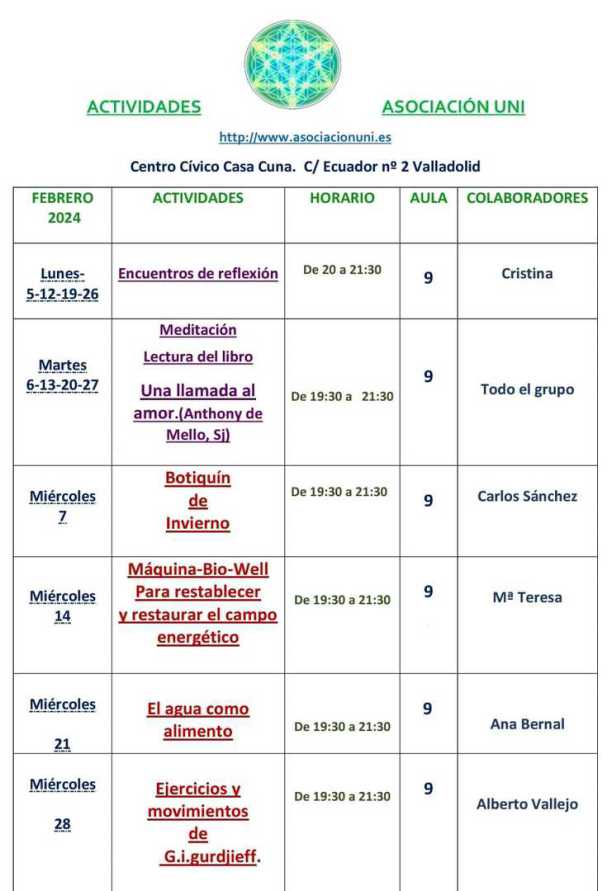 ACTIVIDADES ASOCIACIÓN UNI
http://www.asociacionuni.es
Centro Cívico Casa Cuna. C/ Ecuador nº 2 Valladolid
FEBRERO
2024
ACTIVIDADES
HORARIO
AULA
COLABORADORES
Lunes-
5-12-19-26
Encuentros de reflexión
De 20 a 21:30
9
Cristina
Martes
6-13-20-27
Meditación
Lectura del libro
Una llamada al
amor.(Anthony de
Mello, Sj)
De 19:30 a 21:30
9
Todo el grupo
Miércoles
7
Botiquín
de
Invierno
De 19:30 a 21:30
9
Carlos Sánchez
Miércoles
14
Máquina-Bio-Well
Para restablecer
y restaurar el campo
energético
De 19:30 a 21:30
9
Mª Teresa
Miércoles
21
El agua como
alimento
De 19:30 a 21:30
9
Ana Bernal
Miércoles
28
Ejercicios y
movimientos
de
G.i.gurdjieff.
De 19:30 a 21:30
9
Alberto Vallejo